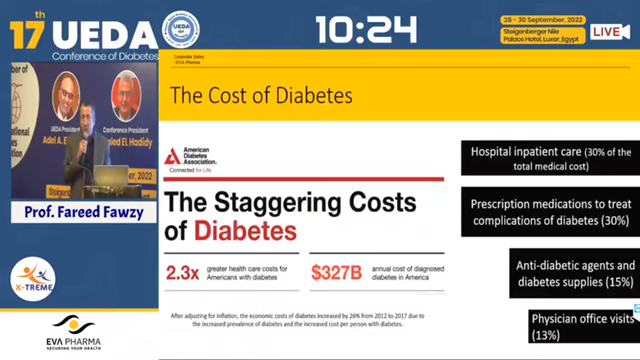 17th UEDA
Conference of Diabetes
UEDA
10:24
28 - 30 September, 2022
Steigenberger Nile
Palace Hotel, Luxor, Egypt
LIVE
UEDA President
Conference President
Adel A. E
led El Hadidy
Prof. Fareed Fawzy
X-TREME
EVA PHARMA
SECURING YOUR HEALTH
Corporate Sales
EVA Pharma
The Cost of Diabetes
American
Diabetes
Association.
Connected for Life
The Staggering Costs
of Diabetes
2.3x
greater health care costs for
Americans with diabetes
$327B
annual cost of diagnosed
diabetes in America
After adjusting for inflation, the economic costs of diabetes increased by 26% from 2012 to 2017 due to
the increased prevalence of diabetes and the increased cost per person with diabetes.
Hospital inpatient care (30% of the
total medical cost)
Prescription medications to treat
complications of diabetes (30%)
Anti-diabetic agents and
diabetes supplies (15%)
Physician office visits
(13%)